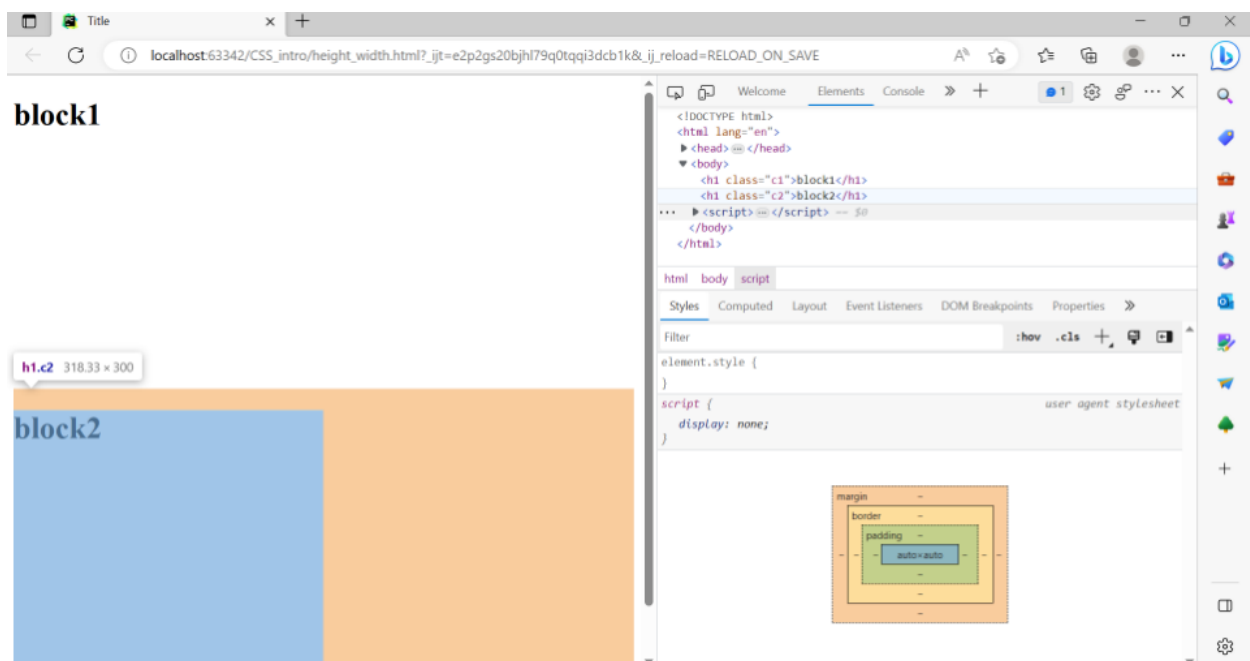 Title
localhost:63342/CSS_intro/height_width.html?_ijt=e2p2gs20bjhl79q0tqqi3dcb1k&_ij_reload=RELOAD_ON_SAVE
block1
h1.c2 318.33 × 300
block2
Welcome Elements Console 1
<!DOCTYPE html>
<html lang="en">
<head> ... </head>
<body>
<h1 class="c1">block1</h1>
<h1 class="c2">block2</h1>
... <script> ... </script> == $0
</body>
</html>
html body script
Styles Computed Layout Event Listeners DOM Breakpoints Properties
Filter :hov .cls
element.style {
}
script { user agent stylesheet
display: none;
}
margin –
border –
padding –
– – – auto×auto – – –
–
–
–